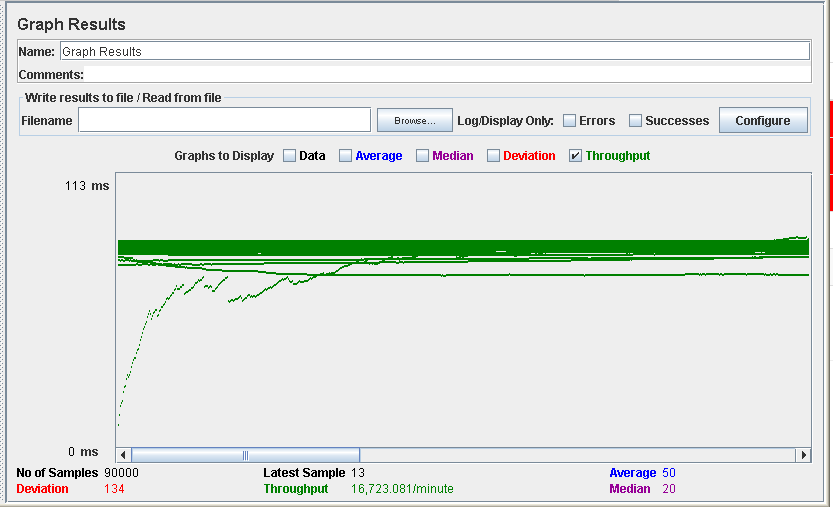 Graph Results
Name: Graph Results
Comments:
Write results to file / Read from file
Filename Browse... Log/Display Only: Errors Successes Configure
Graphs to Display Data Average Median Deviation Throughput
113 ms
0 ms
No of Samples 90000 Latest Sample 13 Average 50
Deviation 134 Throughput 16,723.081/minute Median 20